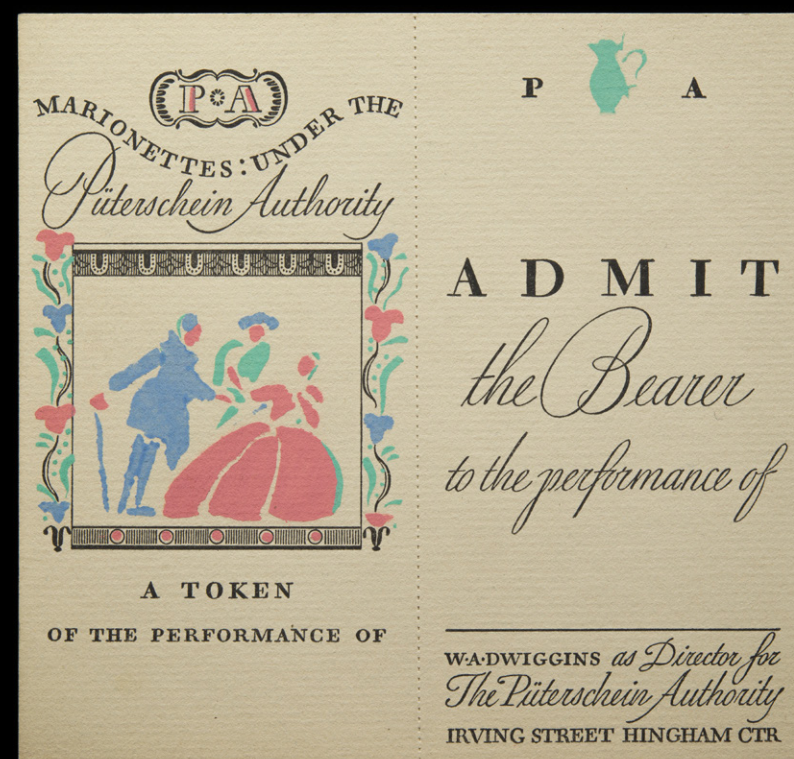 P A
MARIONETTES: UNDER THE
Püterschein Authority
A TOKEN
OF THE PERFORMANCE OF
P A
ADMIT
the Bearer
to the performance of
W·A·DWIGGINS as Director for
The Püterschein Authority
IRVING STREET HINGHAM CTR